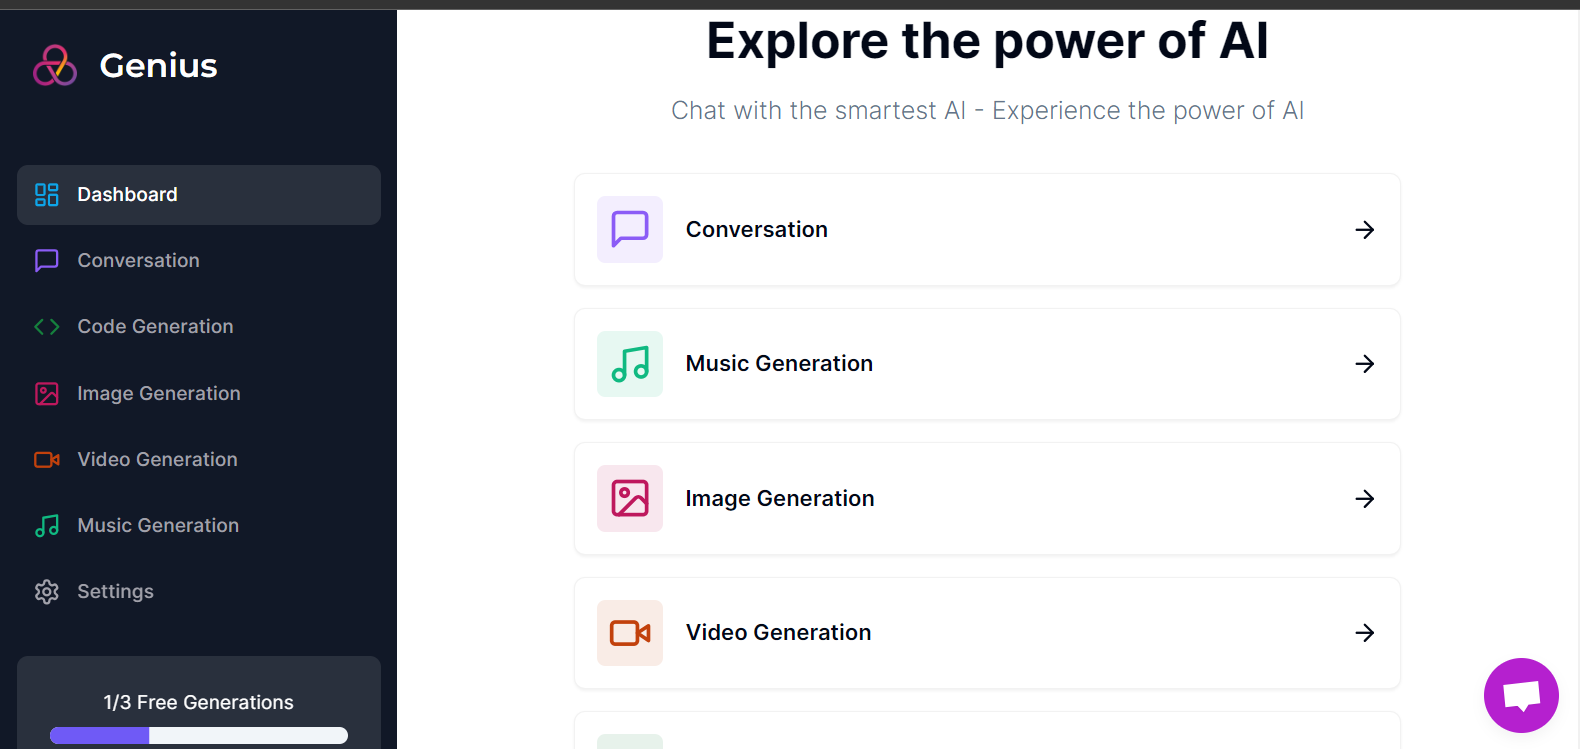 Genius
Dashboard
Conversation
Code Generation
Image Generation
Video Generation
Music Generation
Settings
1/3 Free Generations
Explore the power of AI
Chat with the smartest AI - Experience the power of AI
Conversation
Music Generation
Image Generation
Video Generation